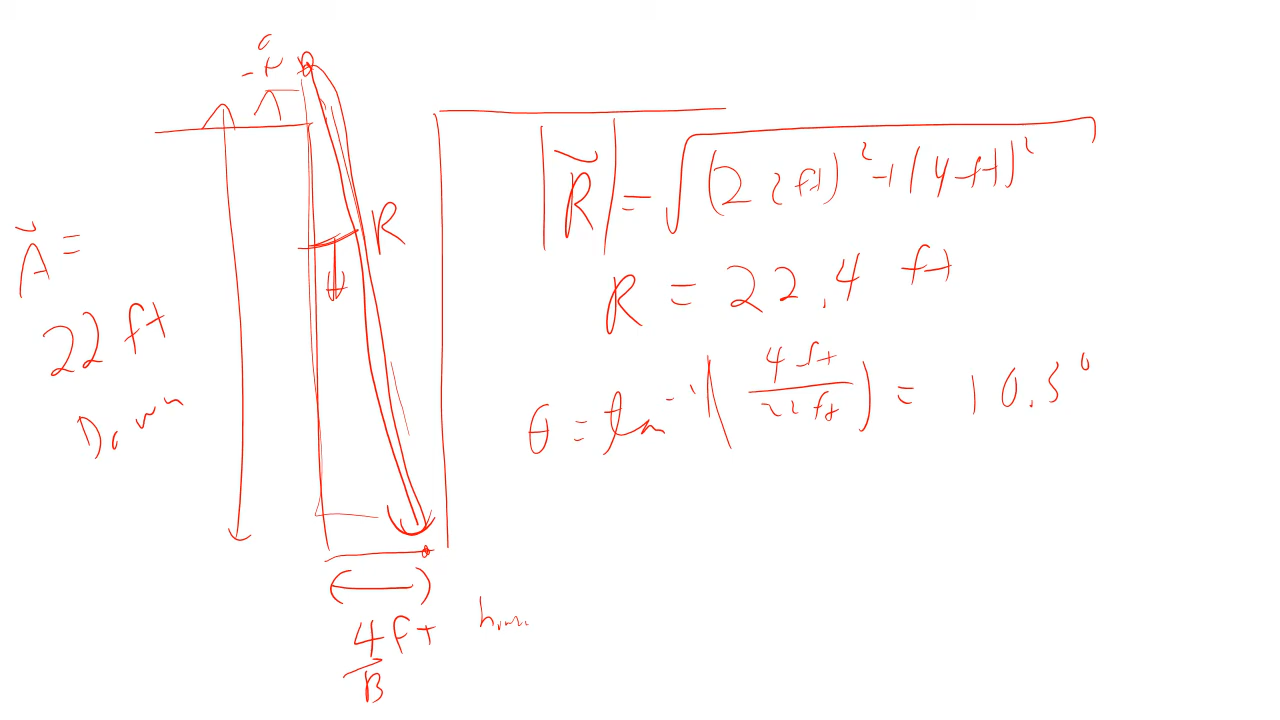 A =
22 ft
Down
R
θ
4 ft
B
|R| = √(22 ft)² + (4 ft)²
R = 22.4 ft
θ = tan⁻¹(4 ft / 22 ft) = 10.3°